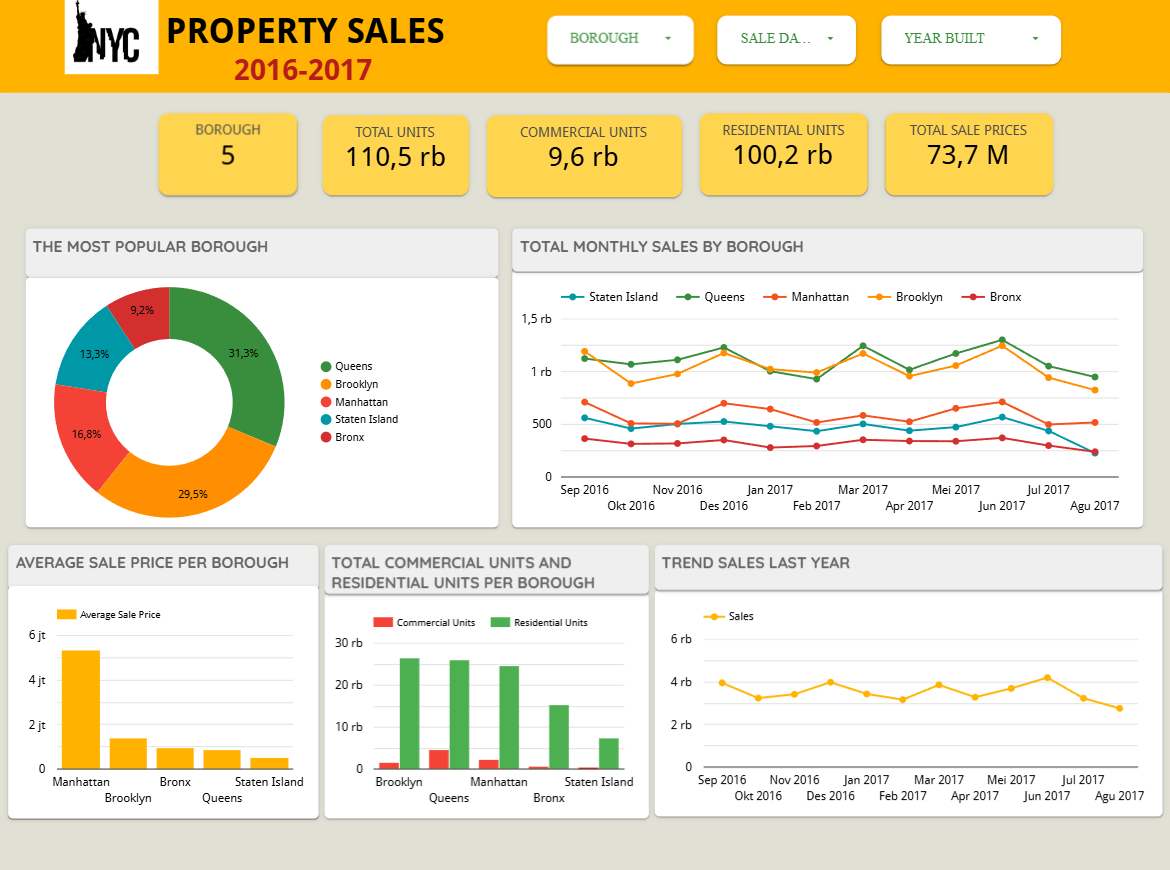 NYC
PROPERTY SALES
2016-2017
BOROUGH
SALE DA...
YEAR BUILT
BOROUGH
5
TOTAL UNITS
110,5 rb
COMMERCIAL UNITS
9,6 rb
RESIDENTIAL UNITS
100,2 rb
TOTAL SALE PRICES
73,7 M
THE MOST POPULAR BOROUGH
9,2%
13,3%
31,3%
16,8%
29,5%
Queens
Brooklyn
Manhattan
Staten Island
Bronx
TOTAL MONTHLY SALES BY BOROUGH
Staten Island Queens Manhattan Brooklyn Bronx
1,5 rb
1 rb
500
0
Sep 2016 Nov 2016 Jan 2017 Mar 2017 Mei 2017 Jul 2017
Okt 2016 Des 2016 Feb 2017 Apr 2017 Jun 2017 Agu 2017
AVERAGE SALE PRICE PER BOROUGH
Average Sale Price
6 jt
4 jt
2 jt
0
Manhattan Bronx Staten Island
Brooklyn Queens
TOTAL COMMERCIAL UNITS AND
RESIDENTIAL UNITS PER BOROUGH
Commercial Units Residential Units
30 rb
20 rb
10 rb
0
Brooklyn Manhattan Staten Island
Queens Bronx
TREND SALES LAST YEAR
Sales
6 rb
4 rb
2 rb
0
Sep 2016 Nov 2016 Jan 2017 Mar 2017 Mei 2017 Jul 2017
Okt 2016 Des 2016 Feb 2017 Apr 2017 Jun 2017 Agu 2017